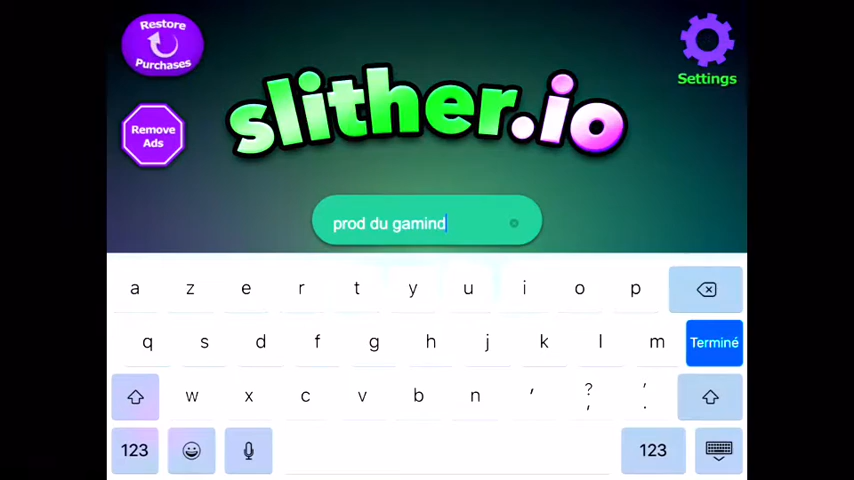 Restore
Purchases
Settings
slither.io
Remove
Ads
prod du gamind
a z e r t y u i o p
q s d f g h j k l m Terminé
w x c v b n ' ? , ' .
123 123